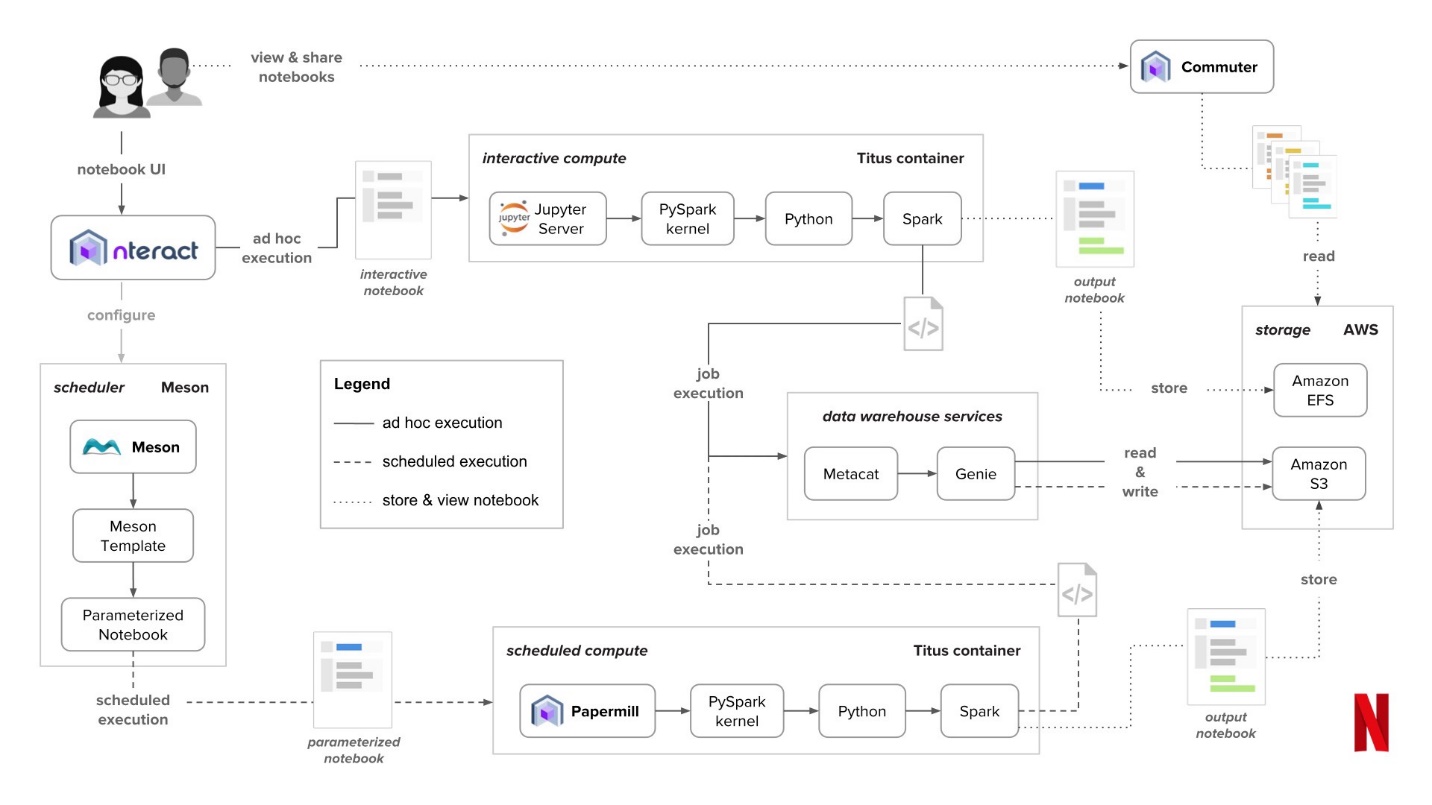 view & share
notebooks
Commuter
notebook UI
interactive compute
Titus container
jupyter
Jupyter
Server
PySpark
kernel
Python
Spark
nteract
ad hoc
execution
interactive
notebook
output
notebook
read
configure
</>
storage
AWS
scheduler
Meson
Legend
ad hoc execution
scheduled execution
store & view notebook
job
execution
store
Amazon
EFS
data warehouse services
Meson
Metacat
Genie
read
&
write
Amazon
S3
Meson
Template
job
execution
</>
store
Parameterized
Notebook
scheduled compute
Titus container
scheduled
execution
Papermill
PySpark
kernel
Python
Spark
parameterized
notebook
output
notebook
N